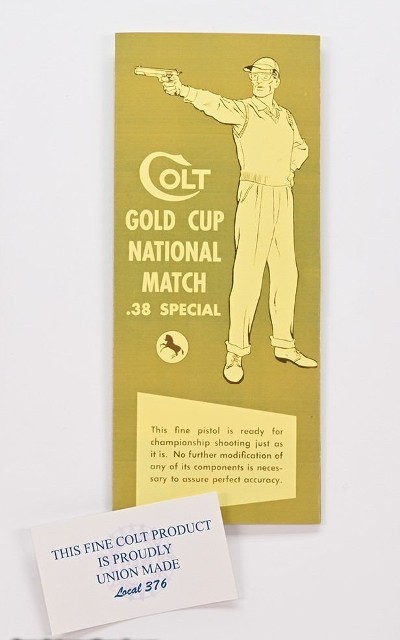 COLT
GOLD CUP
NATIONAL
MATCH
.38 SPECIAL
This fine pistol is ready for
championship shooting just as
it is. No further modification of
any of its components is neces-
sary to assure perfect accuracy.
THIS FINE COLT PRODUCT
IS PROUDLY
UNION MADE
Local 376